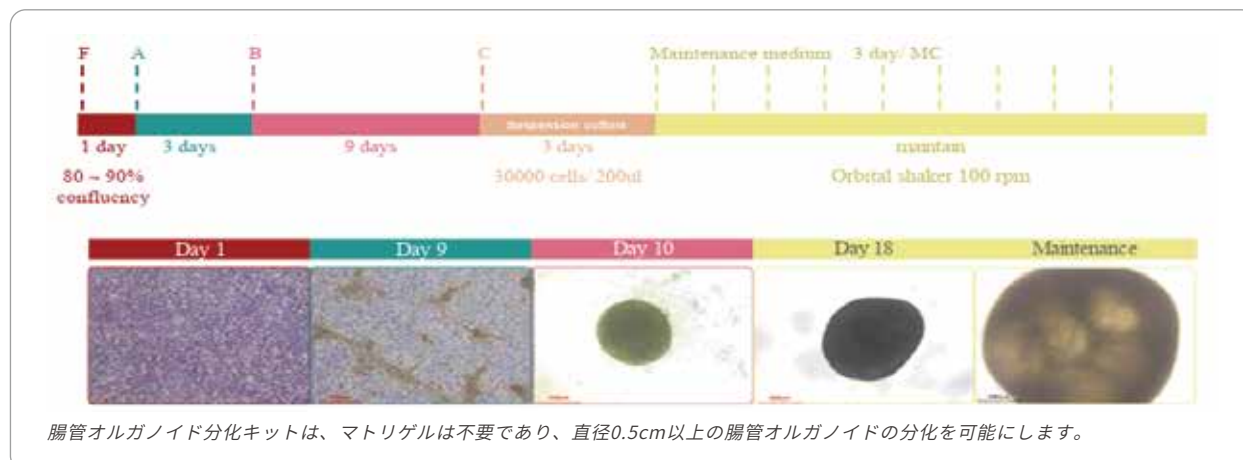 F A B C Maintenance medium 3 day/ MC
Suspension culture
1 day 3 days 9 days 3 days maintain
80 ~ 90% confluency 30000 cells/ 200ul Orbital shaker 100 rpm
Day 1 Day 9 Day 10 Day 18 Maintenance
腸管オルガノイド分化キットは、マトリゲルは不要であり、直径0.5cm以上の腸管オルガノイドの分化を可能にします。